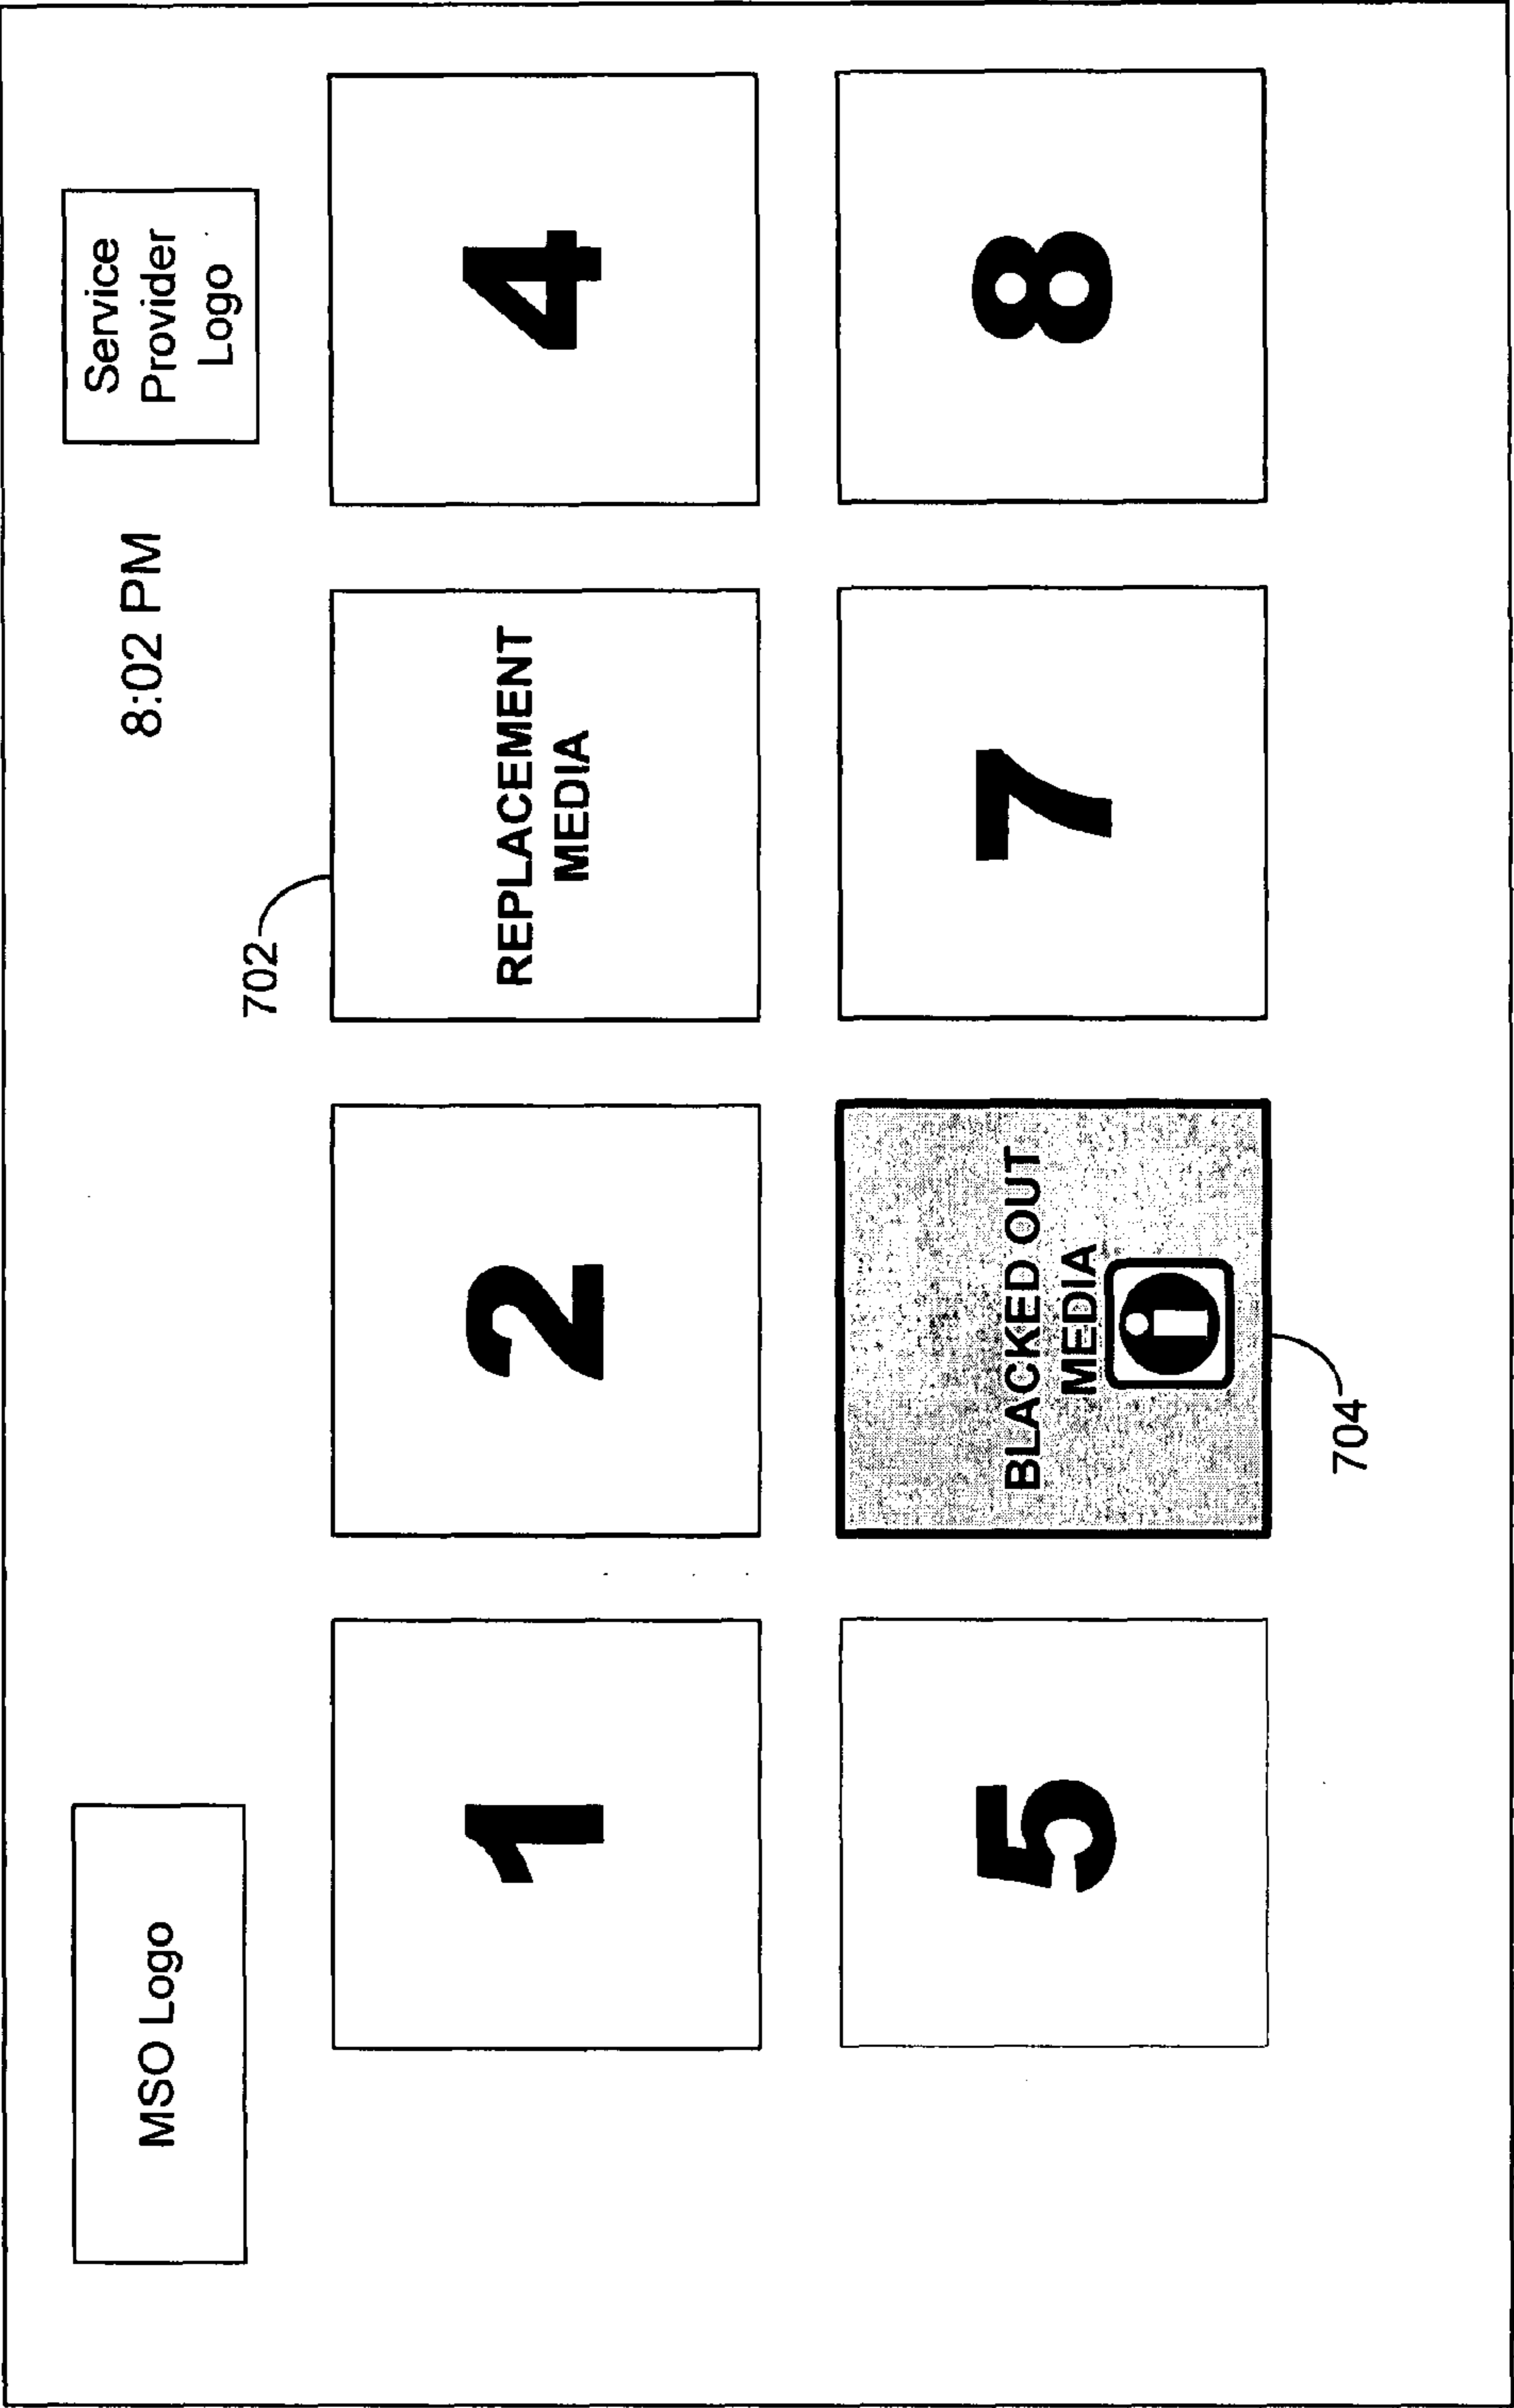 MSO Logo
8:02 PM
Service
Provider
Logo
702
1
2
REPLACEMENT
MEDIA
4
5
BLACKED OUT
MEDIA
i
7
8
704